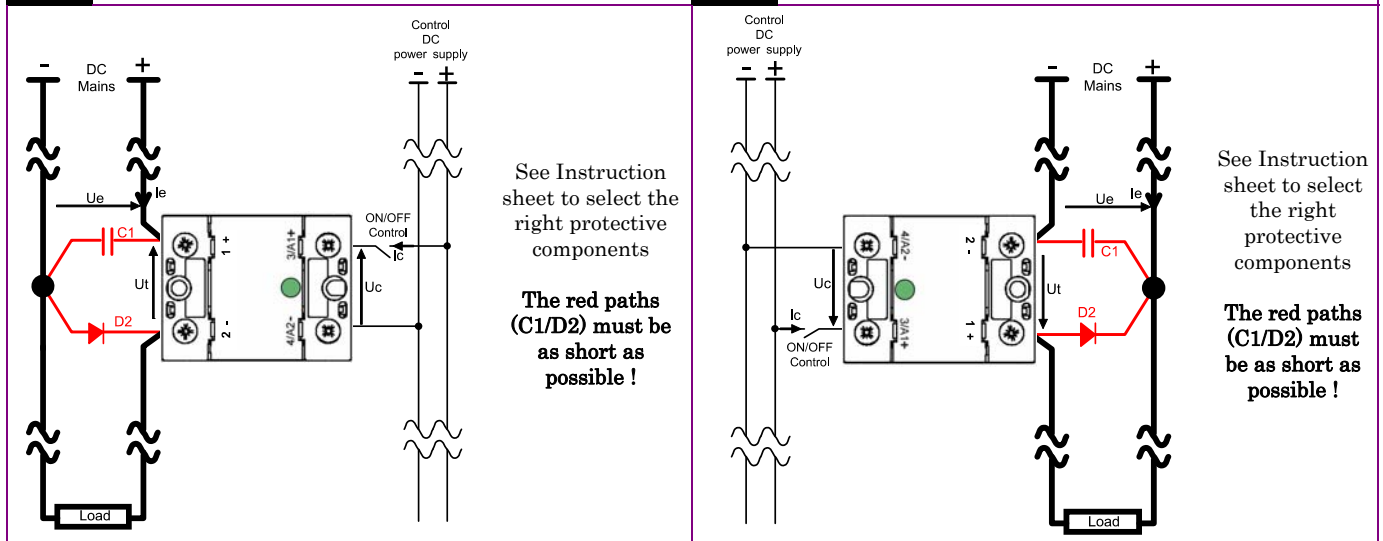 Control
DC
power supply
- +
- DC +
Mains
Ue Ie
C1
1 +
3/A1+
ON/OFF
Control
Ic
Ut
Uc
D2
2 -
4/A2-
Load
See Instruction
sheet to select the
right protective
components
The red paths
(C1/D2) must be
as short as
possible !
Control
DC
power supply
- +
- DC +
Mains
Ue Ie
4/A2-
2 -
C1
Uc
Ut
Ic
ON/OFF
Control
3/A1+
1 +
D2
Load
See Instruction
sheet to select
the right
protective
components
The red paths
(C1/D2) must
be as short as
possible !